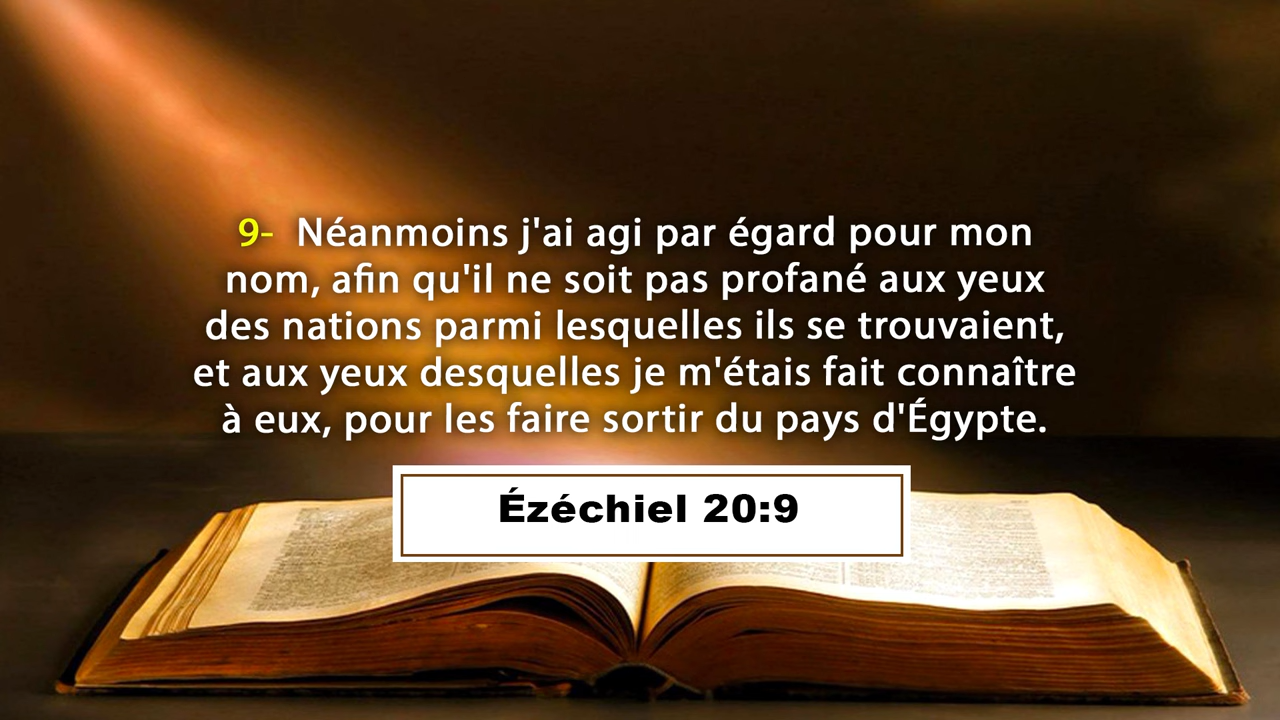 9- Néanmoins j'ai agi par égard pour mon
nom, afin qu'il ne soit pas profané aux yeux
des nations parmi lesquelles ils se trouvaient,
et aux yeux desquelles je m'étais fait connaître
à eux, pour les faire sortir du pays d'Égypte.
Ézéchiel 20:9